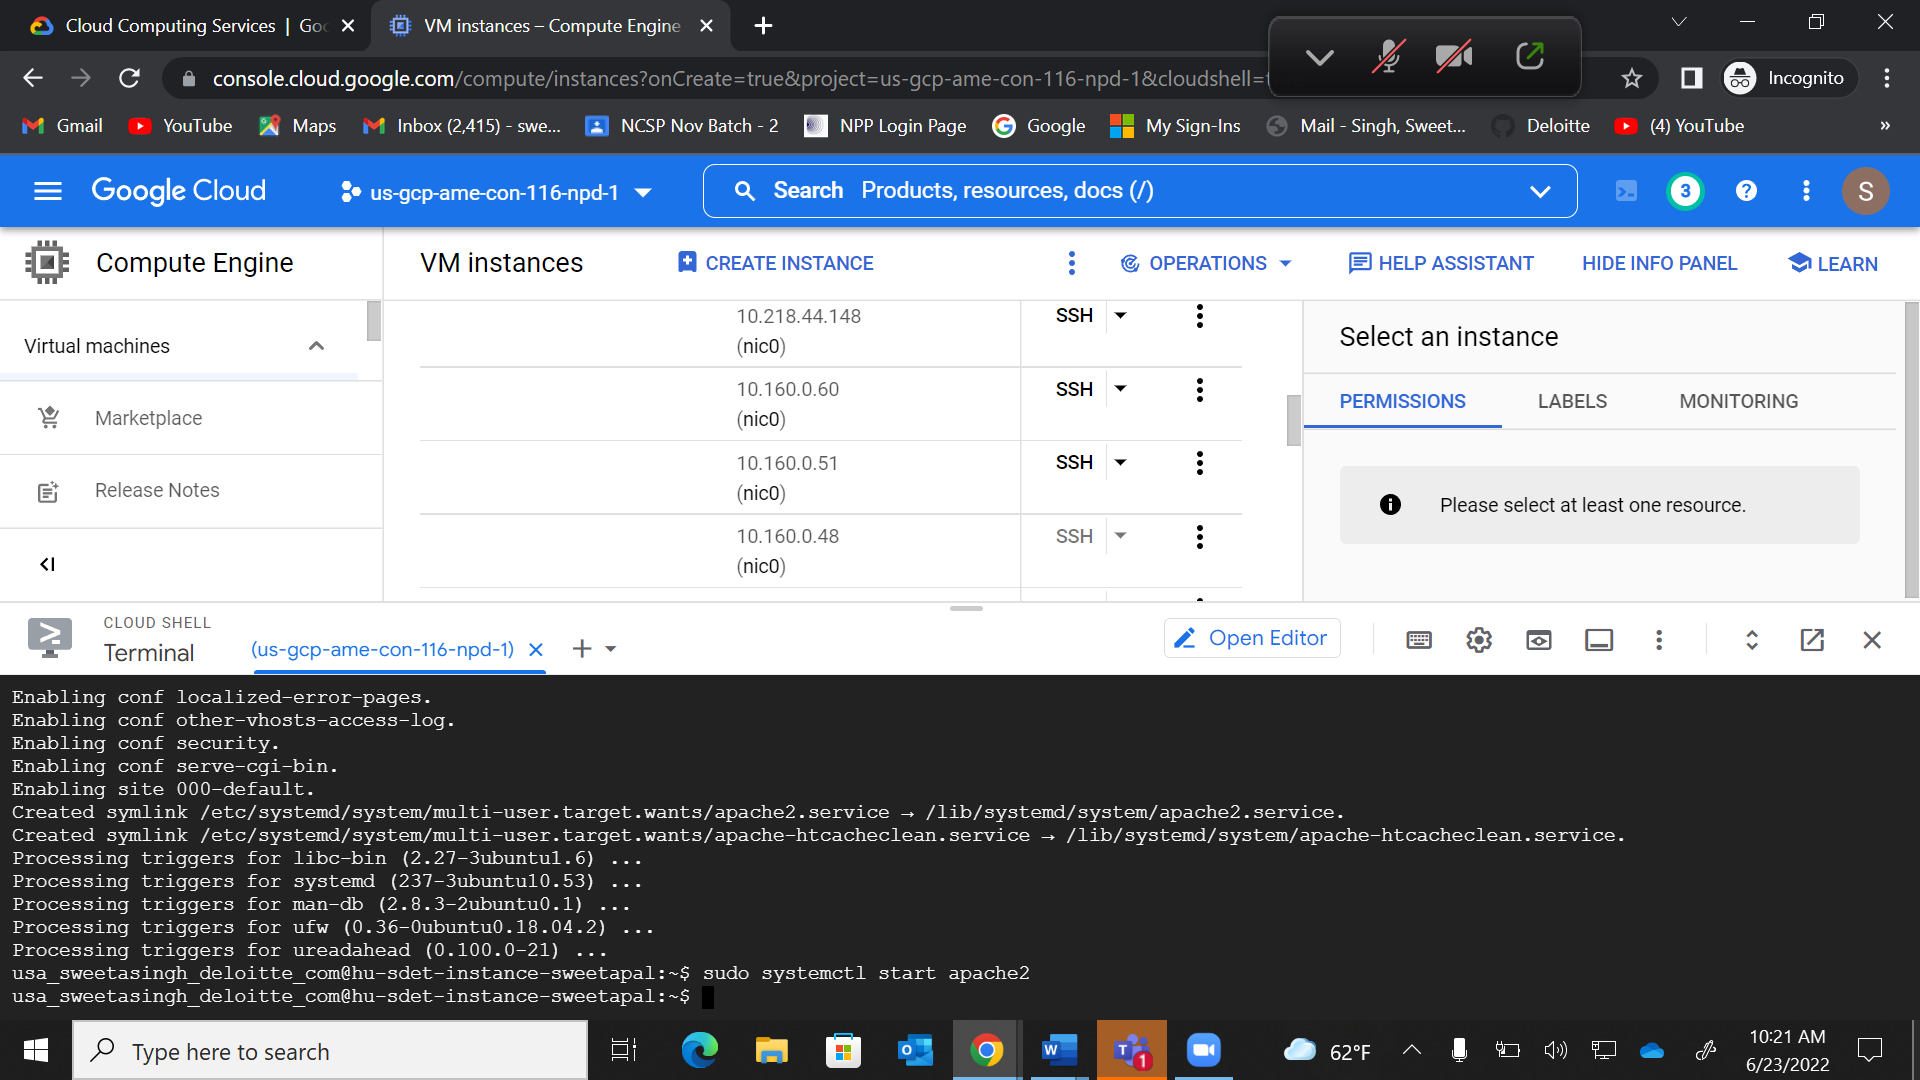 Cloud Computing Services | Goo
VM instances – Compute Engine
console.cloud.google.com/compute/instances?onCreate=true&project=us-gcp-ame-con-116-npd-1&cloudshell=t
Incognito
Gmail
YouTube
Maps
Inbox (2,415) - swe...
NCSP Nov Batch - 2
NPP Login Page
Google
My Sign-Ins
Mail - Singh, Sweet...
Deloitte
(4) YouTube
»
Google Cloud
us-gcp-ame-con-116-npd-1
Search Products, resources, docs (/)
3
S
Compute Engine
VM instances
CREATE INSTANCE
OPERATIONS
HELP ASSISTANT
HIDE INFO PANEL
LEARN
Virtual machines
Marketplace
Release Notes
10.218.44.148
(nic0)
SSH
10.160.0.60
(nic0)
SSH
10.160.0.51
(nic0)
SSH
10.160.0.48
(nic0)
SSH
Select an instance
PERMISSIONS
LABELS
MONITORING
Please select at least one resource.
CLOUD SHELL
Terminal
(us-gcp-ame-con-116-npd-1)
Open Editor
Enabling conf localized-error-pages.
Enabling conf other-vhosts-access-log.
Enabling conf security.
Enabling conf serve-cgi-bin.
Enabling site 000-default.
Created symlink /etc/systemd/system/multi-user.target.wants/apache2.service → /lib/systemd/system/apache2.service.
Created symlink /etc/systemd/system/multi-user.target.wants/apache-htcacheclean.service → /lib/systemd/system/apache-htcacheclean.service.
Processing triggers for libc-bin (2.27-3ubuntu1.6) ...
Processing triggers for systemd (237-3ubuntu10.53) ...
Processing triggers for man-db (2.8.3-2ubuntu0.1) ...
Processing triggers for ufw (0.36-0ubuntu0.18.04.2) ...
Processing triggers for ureadahead (0.100.0-21) ...
usa_sweetasingh_deloitte_com@hu-sdet-instance-sweetapal:~$ sudo systemctl start apache2
usa_sweetasingh_deloitte_com@hu-sdet-instance-sweetapal:~$
Type here to search
1
62°F
10:21 AM
6/23/2022